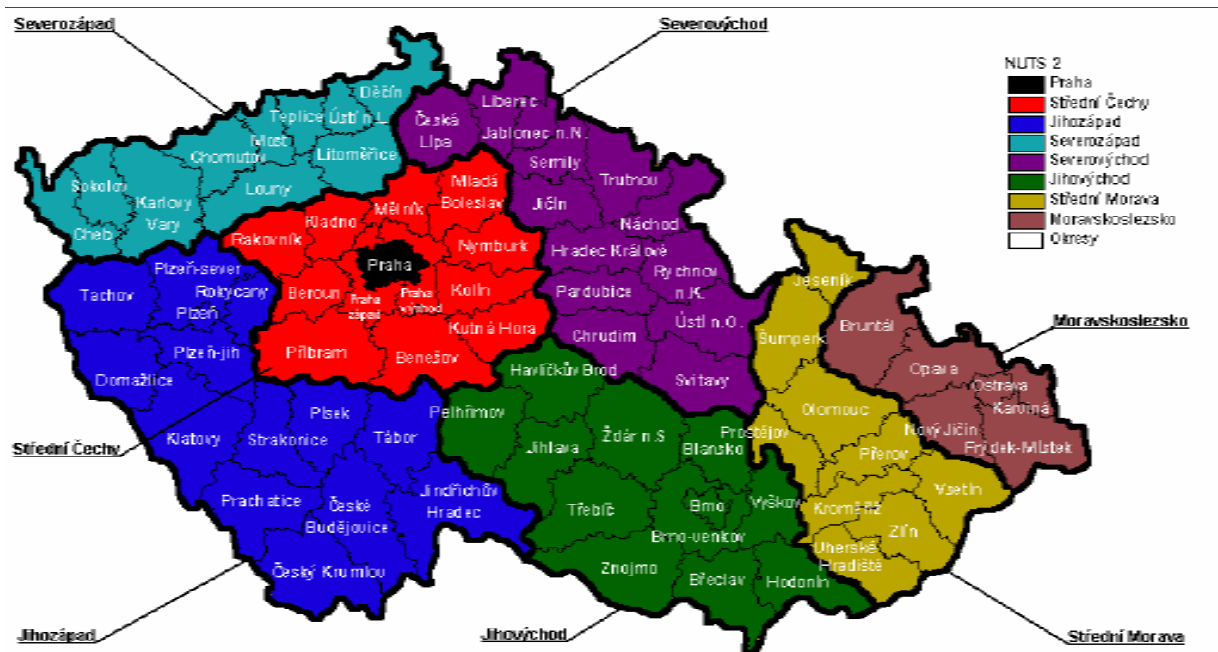 Severozápad
Severovýchod
NUTS 2
Praha
Střední Čechy
Jihozápad
Severozápad
Severovýchod
Jihovýchod
Střední Morava
Moravskoslezsko
Okresy
Děčín
Teplice
Ústí n.L.
Most
Chomutov
Litoměřice
Louny
Sokolov
Karlovy
Vary
Cheb
Česká
Lípa
Liberec
Jablonec n.N.
Semily
Trutnov
Jičín
Náchod
Hradec Králové
Rychnov
n.K.
Pardubice
Ústí n.O.
Chrudim
Svitavy
Mladá
Boleslav
Mělník
Kladno
Rakovník
Nymburk
Praha
Beroun
Praha
západ
Praha
východ
Kolín
Kutná Hora
Příbram
Benešov
Plzeň-sever
Rokycany
Tachov
Plzeň
Plzeň-jih
Domažlice
Klatovy
Písek
Strakonice
Tábor
Prachatice
České
Budějovice
Jindřichův
Hradec
Český Krumlov
Havlíčkův Brod
Pelhřimov
Jihlava
Žďár n.S
Blansko
Třebíč
Brno
Vyškov
Brno-venkov
Znojmo
Břeclav
Hodonín
Jeseník
Šumperk
Olomouc
Prostějov
Přerov
Kroměříž
Vsetín
Zlín
Uherské
Hradiště
Bruntál
Opava
Ostrava
Karviná
Nový Jičín
Frýdek-Místek
Moravskoslezsko
Střední Čechy
Jihozápad
Jihovýchod
Střední Morava